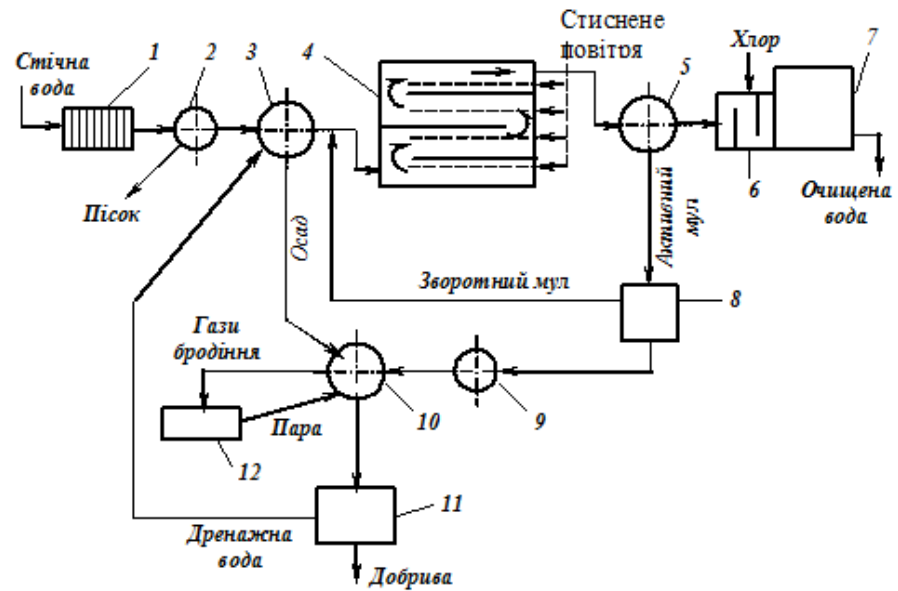 Стиснене
повітря
Стічна
вода
1
2
3
4
5
Хлор
7
Пісок
6
Очищена
вода
Осад
Активний
мул
Зворотний мул
8
Гази
бродіння
Пара
10
9
12
11
Дренажна
вода
Добрива